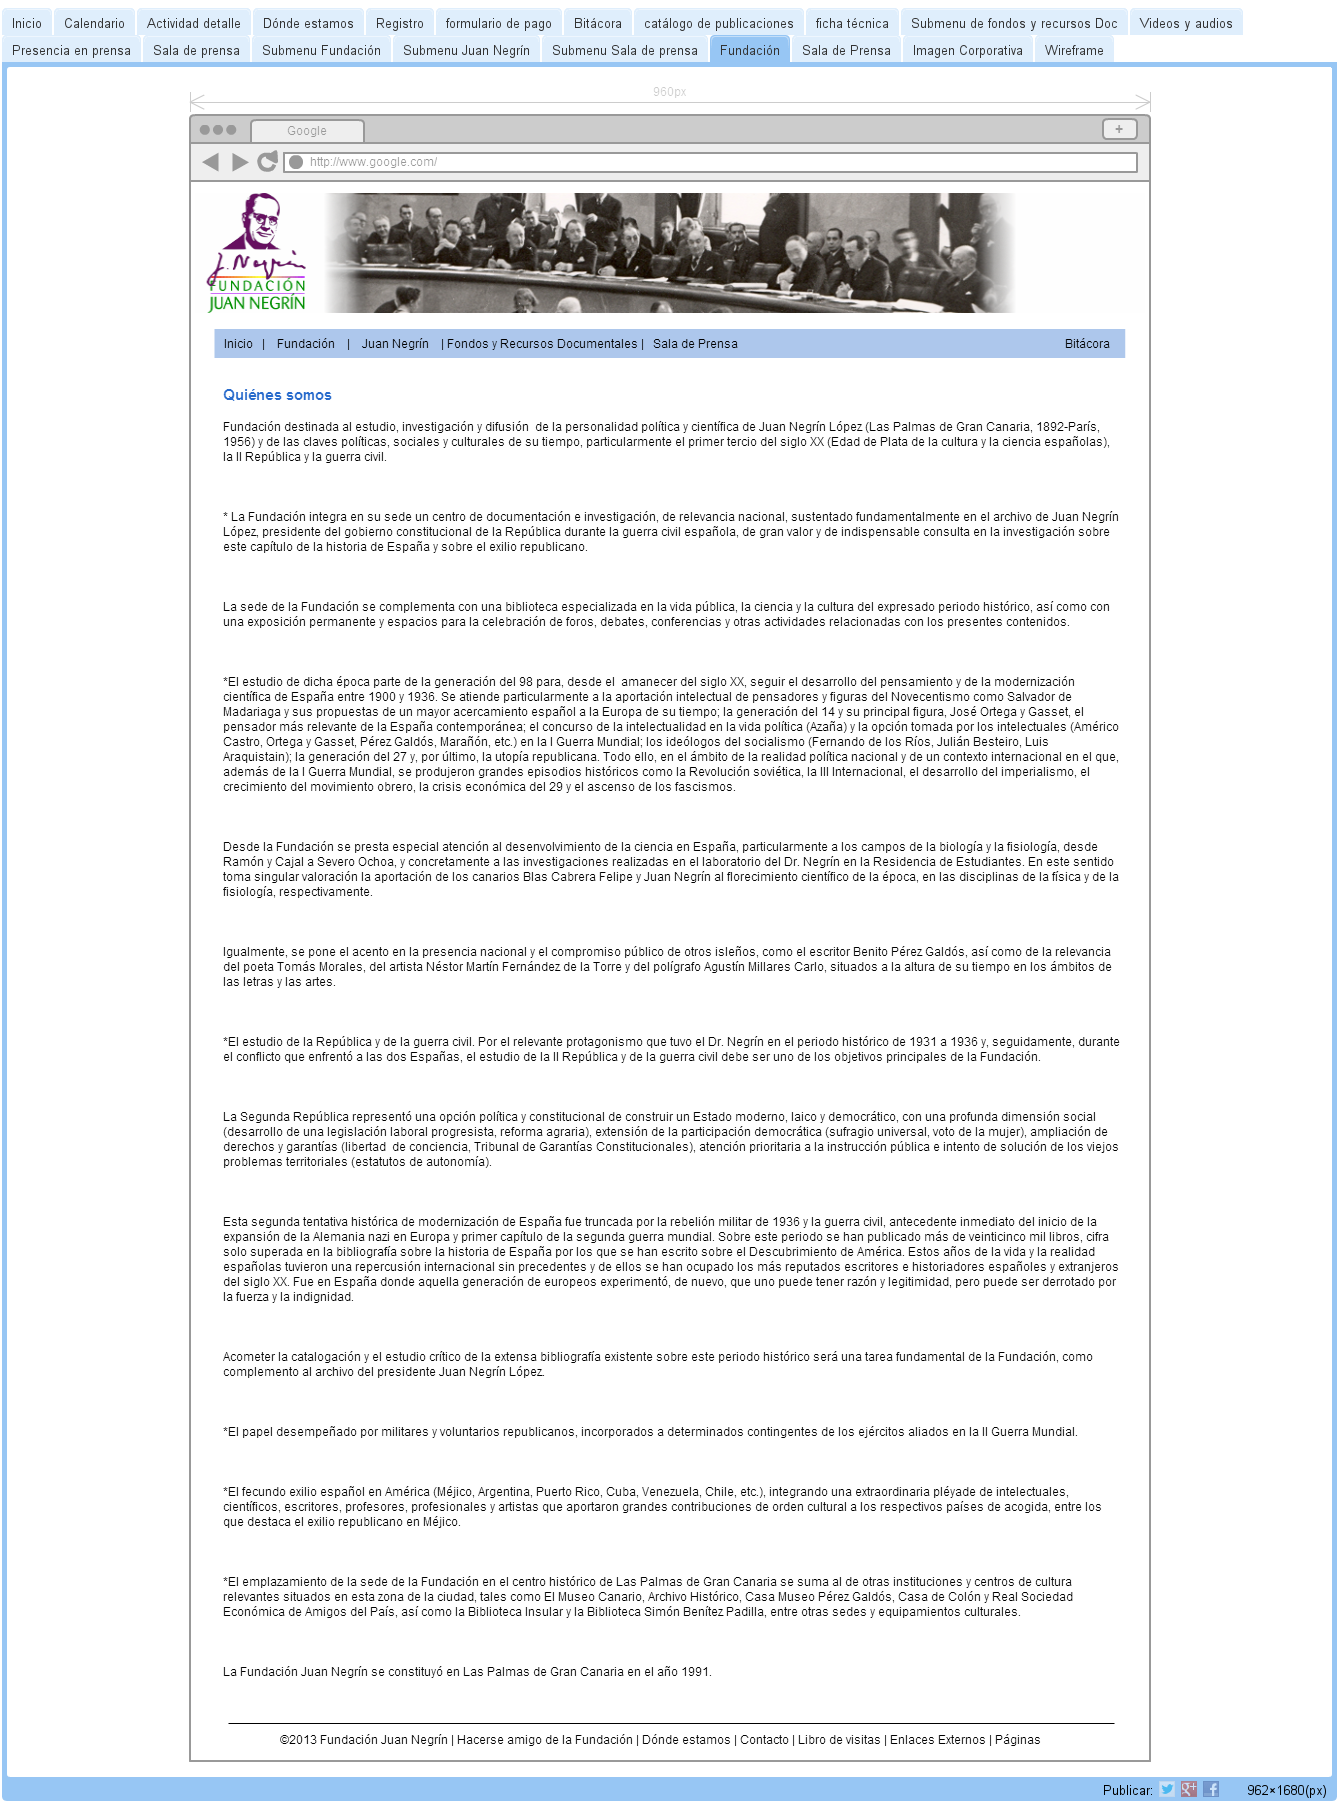 Inicio Calendario Actividad detalle Dónde estamos Registro formulario de pago Bitácora catálogo de publicaciones ficha técnica Submenu de fondos y recursos Doc Videos y audios
Presencia en prensa Sala de prensa Submenu Fundación Submenu Juan Negrín Submenu Sala de prensa Fundación Sala de Prensa Imagen Corporativa Wireframe
960px
Google +
http://www.google.com/
J. Negrín
FUNDACIÓN
JUAN NEGRÍN
Inicio | Fundación | Juan Negrín | Fondos y Recursos Documentales | Sala de Prensa Bitácora
Quiénes somos
Fundación destinada al estudio, investigación y difusión de la personalidad política y científica de Juan Negrín López (Las Palmas de Gran Canaria, 1892-París,
1956) y de las claves políticas, sociales y culturales de su tiempo, particularmente el primer tercio del siglo XX (Edad de Plata de la cultura y la ciencia españolas),
la II República y la guerra civil.
* La Fundación integra en su sede un centro de documentación e investigación, de relevancia nacional, sustentado fundamentalmente en el archivo de Juan Negrín
López, presidente del gobierno constitucional de la República durante la guerra civil española, de gran valor y de indispensable consulta en la investigación sobre
este capítulo de la historia de España y sobre el exilio republicano.
La sede de la Fundación se complementa con una biblioteca especializada en la vida pública, la ciencia y la cultura del expresado periodo histórico, así como con
una exposición permanente y espacios para la celebración de foros, debates, conferencias y otras actividades relacionadas con los presentes contenidos.
*El estudio de dicha época parte de la generación del 98 para, desde el amanecer del siglo XX, seguir el desarrollo del pensamiento y de la modernización
científica de España entre 1900 y 1936. Se atiende particularmente a la aportación intelectual de pensadores y figuras del Novecentismo como Salvador de
Madariaga y sus propuestas de un mayor acercamiento español a la Europa de su tiempo; la generación del 14 y su principal figura, José Ortega y Gasset, el
pensador más relevante de la España contemporánea; el concurso de la intelectualidad en la vida política (Azaña) y la opción tomada por los intelectuales (Américo
Castro, Ortega y Gasset, Pérez Galdós, Marañón, etc.) en la I Guerra Mundial; los ideólogos del socialismo (Fernando de los Ríos, Julián Besteiro, Luis
Araquistain); la generación del 27 y, por último, la utopía republicana. Todo ello, en el ámbito de la realidad política nacional y de un contexto internacional en el que,
además de la I Guerra Mundial, se produjeron grandes episodios históricos como la Revolución soviética, la III Internacional, el desarrollo del imperialismo, el
crecimiento del movimiento obrero, la crisis económica del 29 y el ascenso de los fascismos.
Desde la Fundación se presta especial atención al desenvolvimiento de la ciencia en España, particularmente a los campos de la biología y la fisiología, desde
Ramón y Cajal a Severo Ochoa, y concretamente a las investigaciones realizadas en el laboratorio del Dr. Negrín en la Residencia de Estudiantes. En este sentido
toma singular valoración la aportación de los canarios Blas Cabrera Felipe y Juan Negrín al florecimiento científico de la época, en las disciplinas de la física y de la
fisiología, respectivamente.
Igualmente, se pone el acento en la presencia nacional y el compromiso público de otros isleños, como el escritor Benito Pérez Galdós, así como de la relevancia
del poeta Tomás Morales, del artista Néstor Martín Fernández de la Torre y del polígrafo Agustín Millares Carlo, situados a la altura de su tiempo en los ámbitos de
las letras y las artes.
*El estudio de la República y de la guerra civil. Por el relevante protagonismo que tuvo el Dr. Negrín en el periodo histórico de 1931 a 1936 y, seguidamente, durante
el conflicto que enfrentó a las dos Españas, el estudio de la II República y de la guerra civil debe ser uno de los objetivos principales de la Fundación.
La Segunda República representó una opción política y constitucional de construir un Estado moderno, laico y democrático, con una profunda dimensión social
(desarrollo de una legislación laboral progresista, reforma agraria), extensión de la participación democrática (sufragio universal, voto de la mujer), ampliación de
derechos y garantías (libertad de conciencia, Tribunal de Garantías Constitucionales), atención prioritaria a la instrucción pública e intento de solución de los viejos
problemas territoriales (estatutos de autonomía).
Esta segunda tentativa histórica de modernización de España fue truncada por la rebelión militar de 1936 y la guerra civil, antecedente inmediato del inicio de la
expansión de la Alemania nazi en Europa y primer capítulo de la segunda guerra mundial. Sobre este periodo se han publicado más de veinticinco mil libros, cifra
solo superada en la bibliografía sobre la historia de España por los que se han escrito sobre el Descubrimiento de América. Estos años de la vida y la realidad
españolas tuvieron una repercusión internacional sin precedentes y de ellos se han ocupado los más reputados escritores e historiadores españoles y extranjeros
del siglo XX. Fue en España donde aquella generación de europeos experimentó, de nuevo, que uno puede tener razón y legitimidad, pero puede ser derrotado por
la fuerza y la indignidad.
Acometer la catalogación y el estudio crítico de la extensa bibliografía existente sobre este periodo histórico será una tarea fundamental de la Fundación, como
complemento al archivo del presidente Juan Negrín López.
*El papel desempeñado por militares y voluntarios republicanos, incorporados a determinados contingentes de los ejércitos aliados en la II Guerra Mundial.
*El fecundo exilio español en América (Méjico, Argentina, Puerto Rico, Cuba, Venezuela, Chile, etc.), integrando una extraordinaria pléyade de intelectuales,
científicos, escritores, profesores, profesionales y artistas que aportaron grandes contribuciones de orden cultural a los respectivos países de acogida, entre los
que destaca el exilio republicano en Méjico.
*El emplazamiento de la sede de la Fundación en el centro histórico de Las Palmas de Gran Canaria se suma al de otras instituciones y centros de cultura
relevantes situados en esta zona de la ciudad, tales como El Museo Canario, Archivo Histórico, Casa Museo Pérez Galdós, Casa de Colón y Real Sociedad
Económica de Amigos del País, así como la Biblioteca Insular y la Biblioteca Simón Benítez Padilla, entre otras sedes y equipamientos culturales.
La Fundación Juan Negrín se constituyó en Las Palmas de Gran Canaria en el año 1991.
©2013 Fundación Juan Negrín | Hacerse amigo de la Fundación | Dónde estamos | Contacto | Libro de visitas | Enlaces Externos | Páginas
Publicar: 962×1680(px)